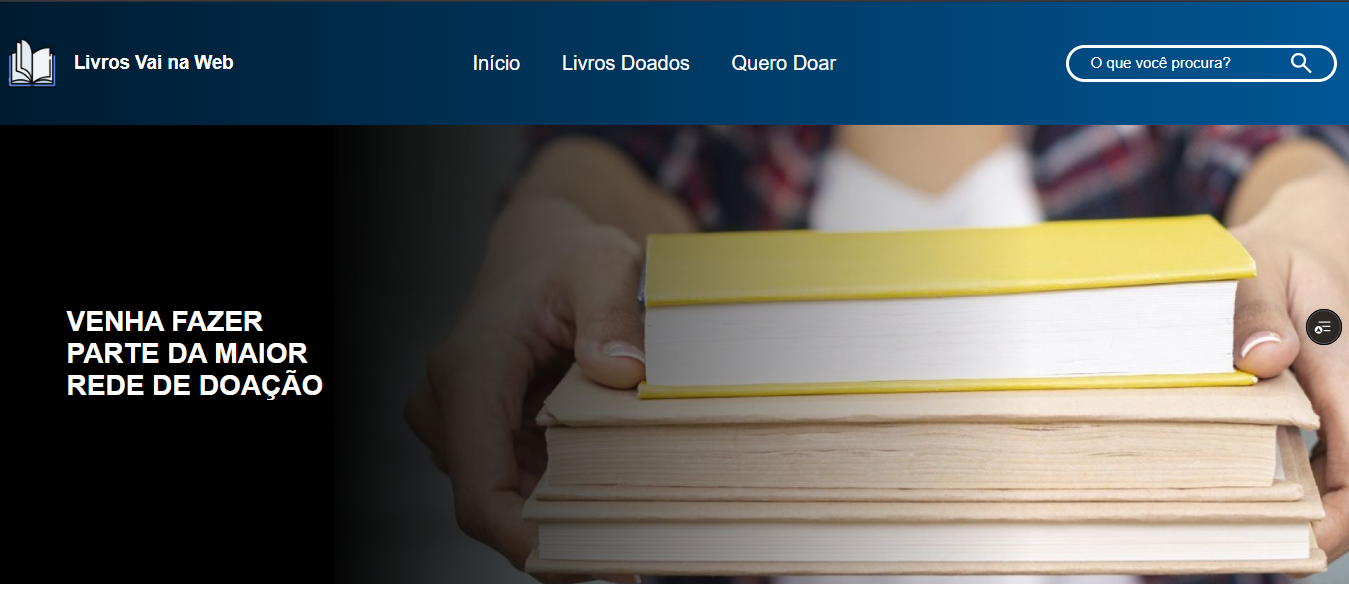 Livros Vai na Web
Início
Livros Doados
Quero Doar
O que você procura?
VENHA FAZER
PARTE DA MAIOR
REDE DE DOAÇÃO